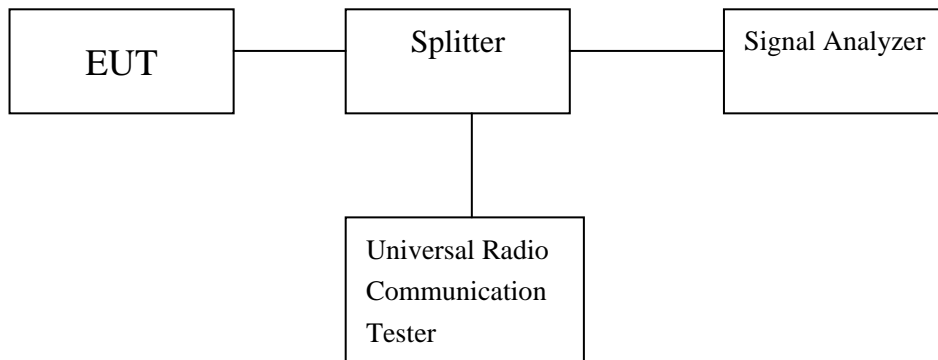 EUT
Splitter
Signal Analyzer
Universal Radio
Communication
Tester